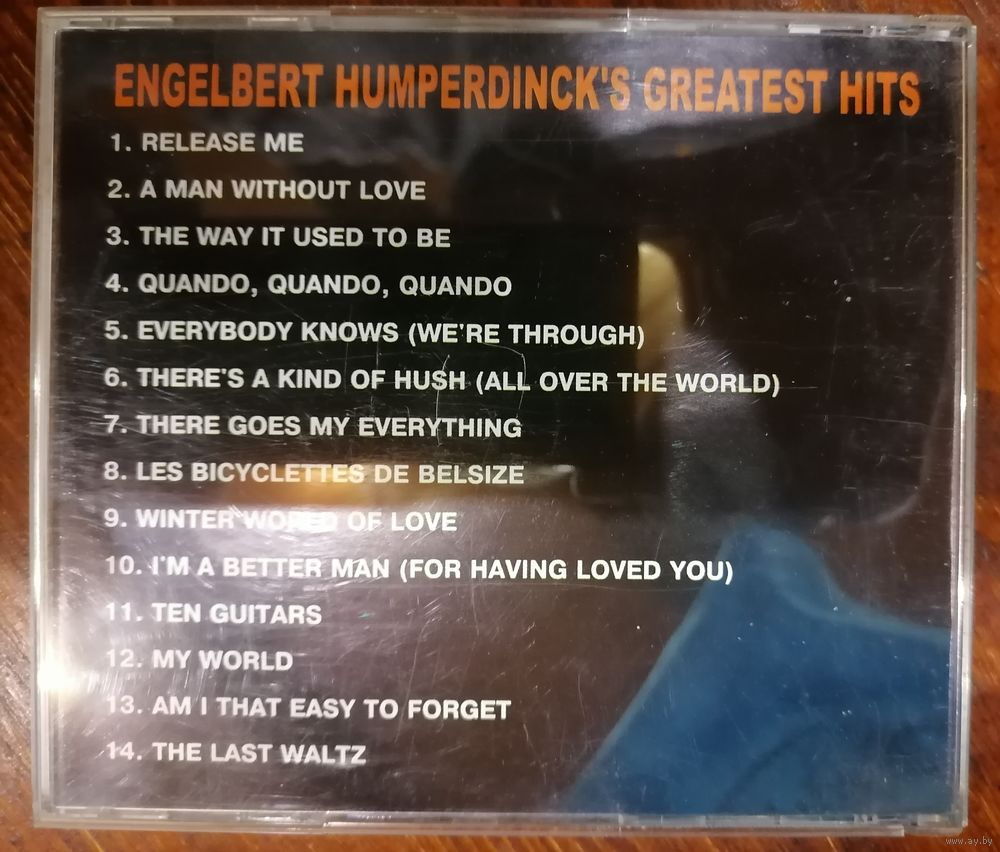 ENGELBERT HUMPERDINCK'S GREATEST HITS
1. RELEASE ME
2. A MAN WITHOUT LOVE
3. THE WAY IT USED TO BE
4. QUANDO, QUANDO, QUANDO
5. EVERYBODY KNOWS (WE'RE THROUGH)
6. THERE'S A KIND OF HUSH (ALL OVER THE WORLD)
7. THERE GOES MY EVERYTHING
8. LES BICYCLETTES DE BELSIZE
9. WINTER WORLD OF LOVE
10. I'M A BETTER MAN (FOR HAVING LOVED YOU)
11. TEN GUITARS
12. MY WORLD
13. AM I THAT EASY TO FORGET
14. THE LAST WALTZ
www.ay.by